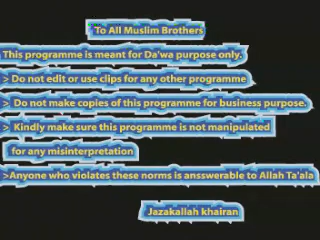 To All Muslim Brothers
This programme is meant for Da'wa purpose only.
> Do not edit or use clips for any other programme
> Do not make copies of this programme for business purpose.
> Kindly make sure this programme is not manipulated
for any misinterpretation
>Anyone who violates these norms is ansswerable to Allah Ta'ala
Jazakallah khairan